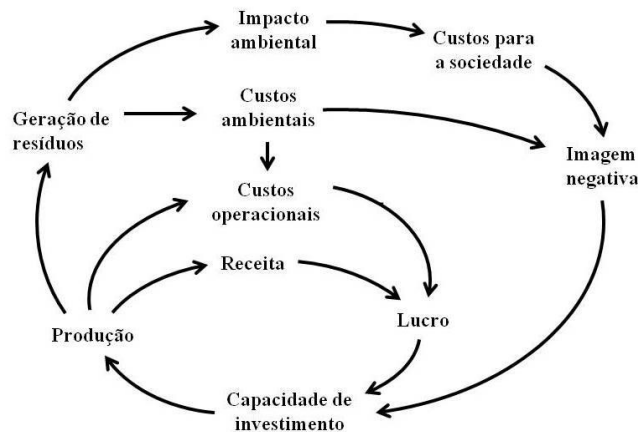 Impacto
ambiental
Custos para
a sociedade
Geração de
resíduos
Custos
ambientais
Imagem
negativa
Custos
operacionais
Receita
Produção
Lucro
Capacidade de
investimento